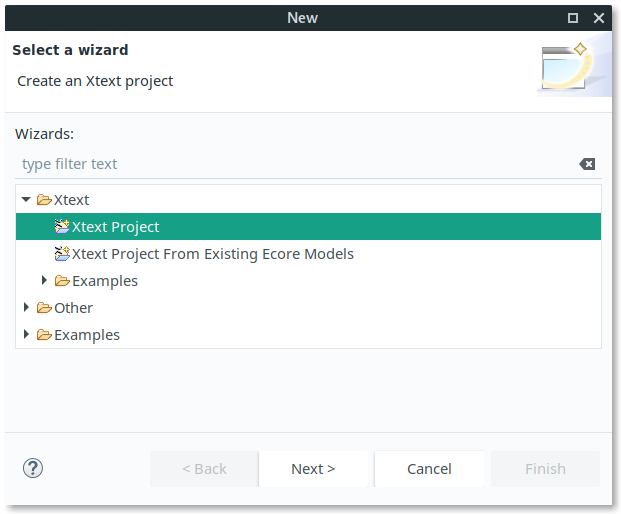 New
Select a wizard
Create an Xtext project
Wizards:
type filter text
Xtext
Xtext Project
Xtext Project From Existing Ecore Models
Examples
Other
Examples
? < Back Next > Cancel Finish